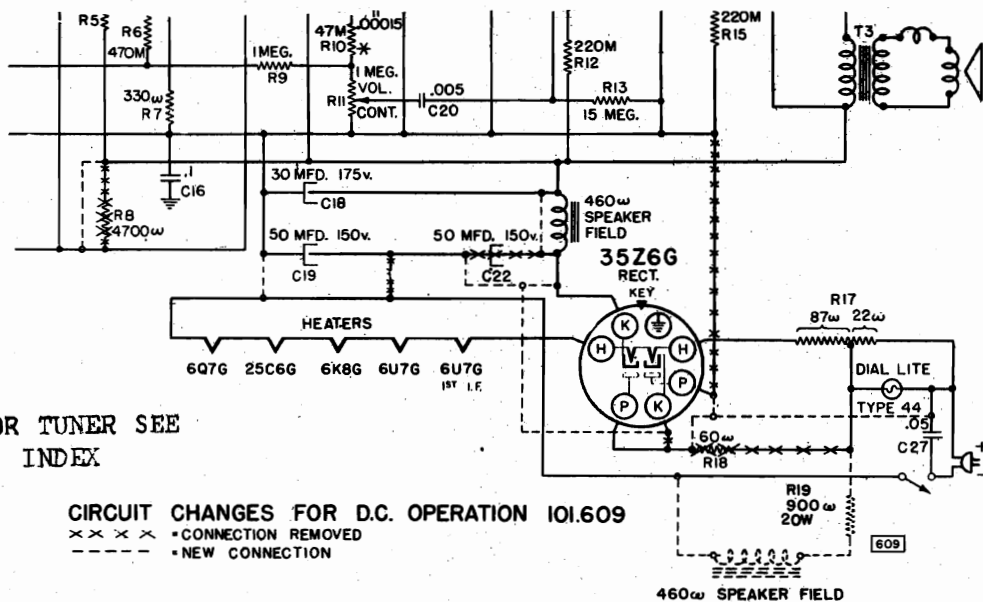 R5
R6
470M
47M
.00015
R10
*
220M
R12
220M
R15
T3
1 MEG.
R9
1 MEG.
VOL.
CONT.
R11
.005
C20
R13
15 MEG.
330ω
R7
.1
C16
R8
4700ω
30 MFD. 175v.
C18
460ω
SPEAKER
FIELD
50 MFD. 150v.
C19
50 MFD. 150v.
C22
35Z6G
RECT.
KEY
K
H
H
P
P
K
R17
87ω
22ω
HEATERS
6Q7G
25C6G
6K8G
6U7G
6U7G
1ST I.F.
DIAL LITE
TYPE 44
.05
C27
60ω
R18
+
-
OR TUNER SEE
INDEX
R19
900ω
20W
609
CIRCUIT CHANGES FOR D.C. OPERATION 101.609
× × × × = CONNECTION REMOVED
- - - - - = NEW CONNECTION
460ω SPEAKER FIELD